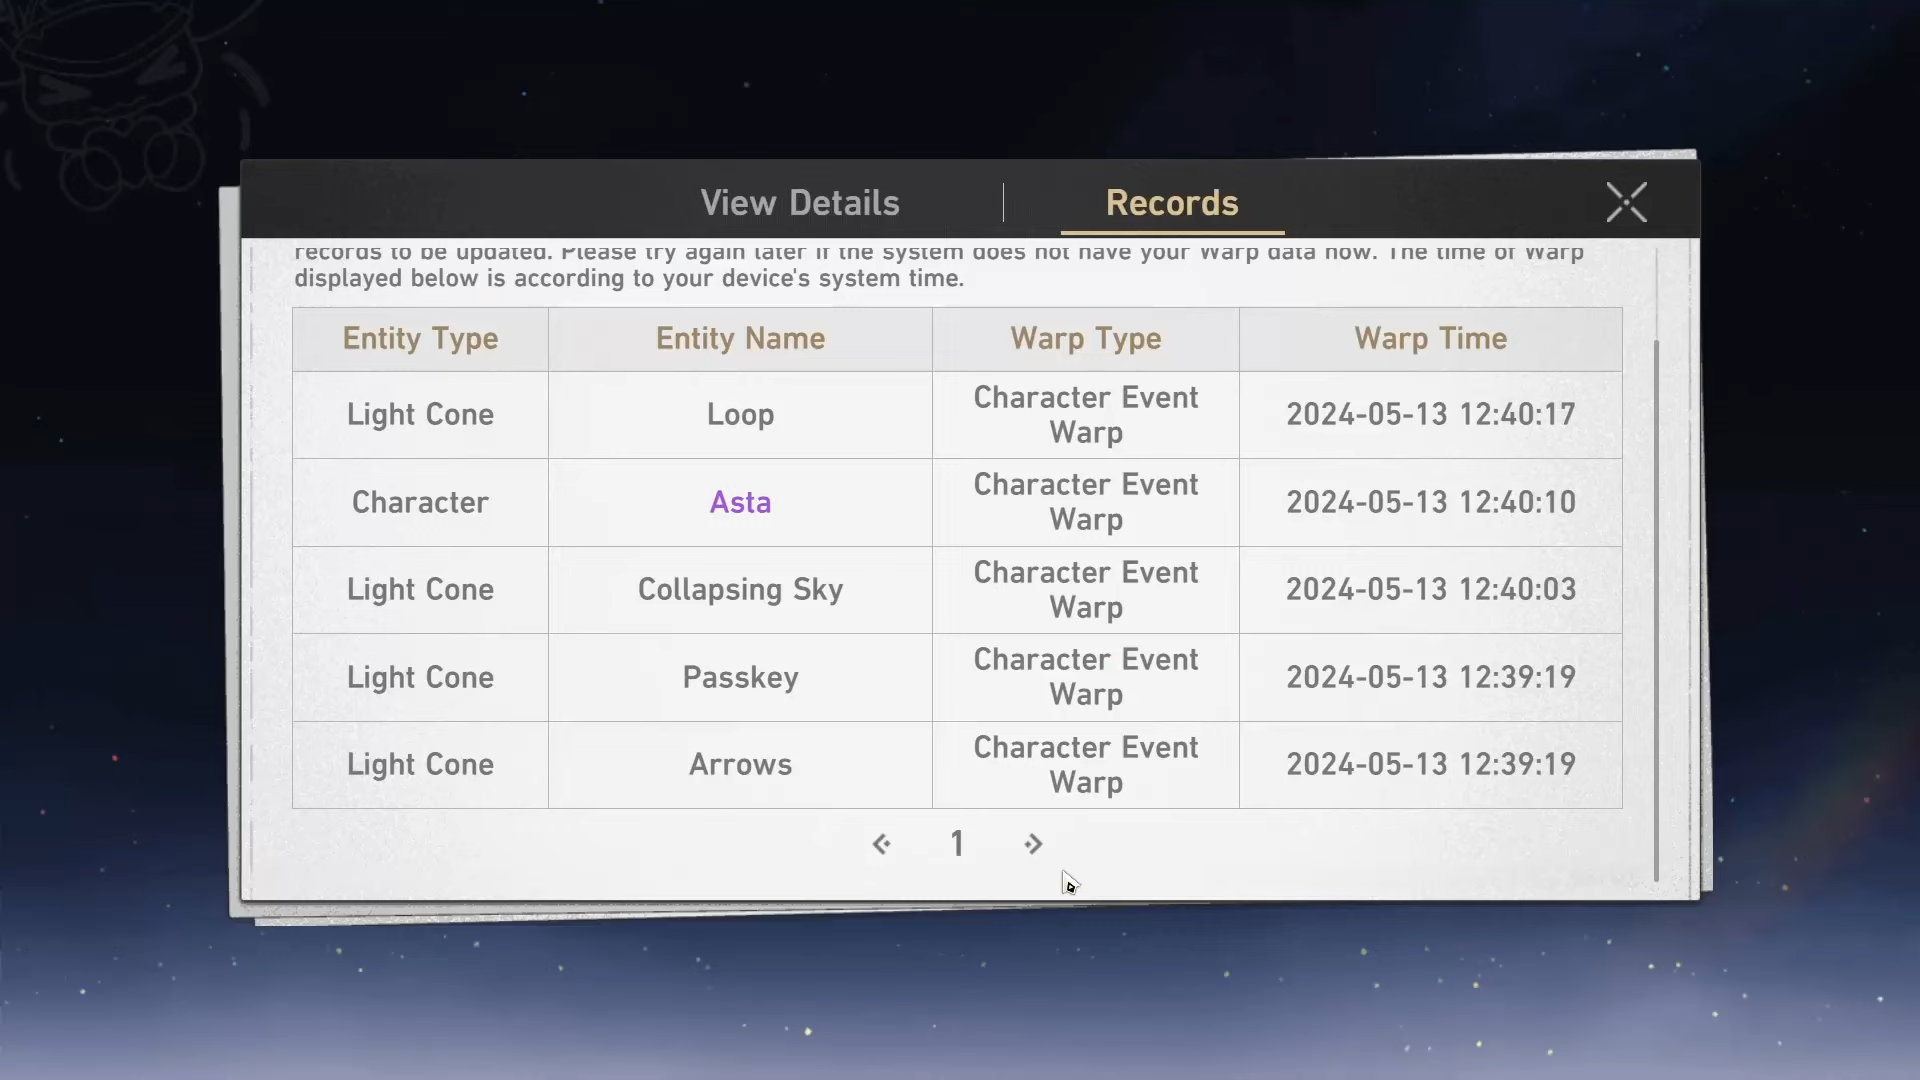 View Details
Records
records to be updated. Please try again later if the system does not have your Warp data now. The time of Warp
displayed below is according to your device's system time.
Entity Type
Entity Name
Warp Type
Warp Time
Light Cone
Loop
Character Event
Warp
2024-05-13 12:40:17
Character
Asta
Character Event
Warp
2024-05-13 12:40:10
Light Cone
Collapsing Sky
Character Event
Warp
2024-05-13 12:40:03
Light Cone
Passkey
Character Event
Warp
2024-05-13 12:39:19
Light Cone
Arrows
Character Event
Warp
2024-05-13 12:39:19
1